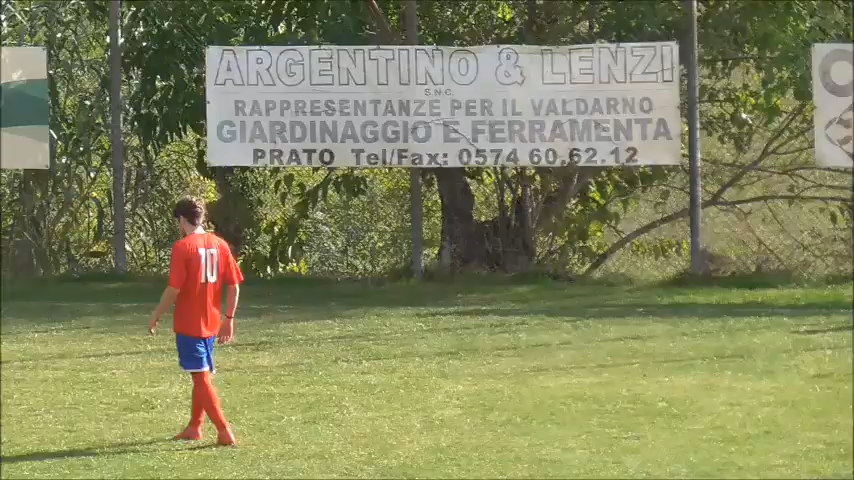 ARGENTINO & LENZI
S.N.C.
RAPPRESENTANZE PER IL VALDARNO
GIARDINAGGIO E FERRAMENTA
PRATO Tel/Fax: 0574 60.62.12
10